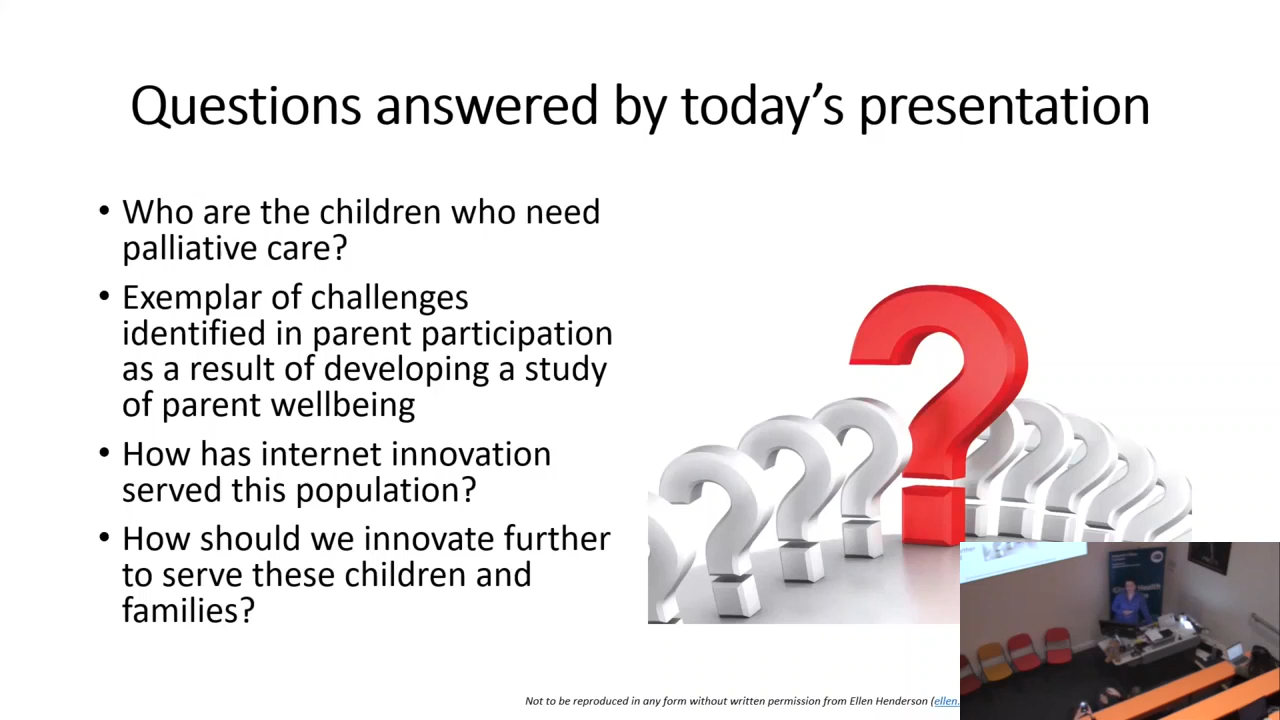 Questions answered by today's presentation
• Who are the children who need
palliative care?
• Exemplar of challenges
identified in parent participation
as a result of developing a study
of parent wellbeing
• How has internet innovation
served this population?
• How should we innovate further
to serve these children and
families?
Not to be reproduced in any form without written permission from Ellen Henderson (ellen.